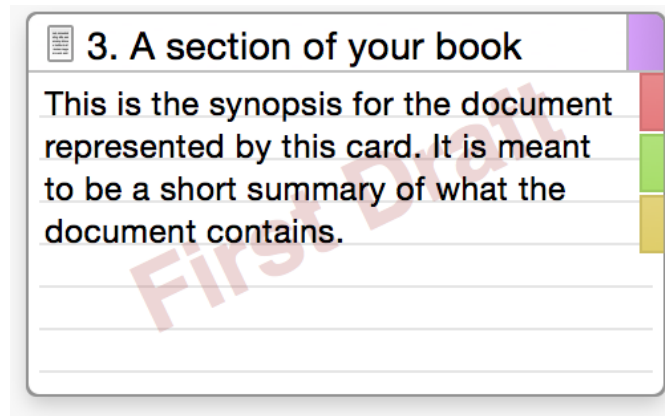 3. A section of your book
This is the synopsis for the document
represented by this card. It is meant
to be a short summary of what the
document contains.
First Draft